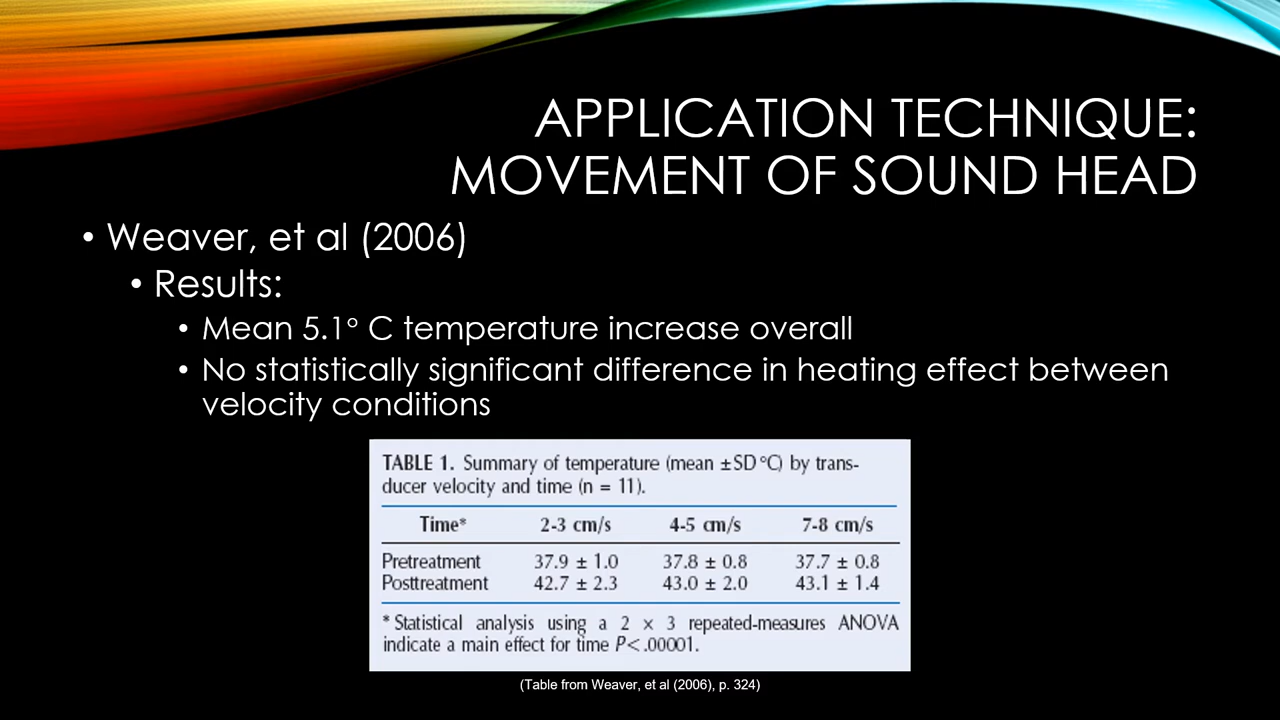 APPLICATION TECHNIQUE:
MOVEMENT OF SOUND HEAD
• Weaver, et al (2006)
• Results:
• Mean 5.1° C temperature increase overall
• No statistically significant difference in heating effect between
velocity conditions
TABLE 1. Summary of temperature (mean ±SD °C) by trans-
ducer velocity and time (n = 11).
Time* 2-3 cm/s 4-5 cm/s 7-8 cm/s
Pretreatment 37.9 ± 1.0 37.8 ± 0.8 37.7 ± 0.8
Posttreatment 42.7 ± 2.3 43.0 ± 2.0 43.1 ± 1.4
* Statistical analysis using a 2 x 3 repeated-measures ANOVA
indicate a main effect for time P< .00001.
(Table from Weaver, et al (2006), p. 324)